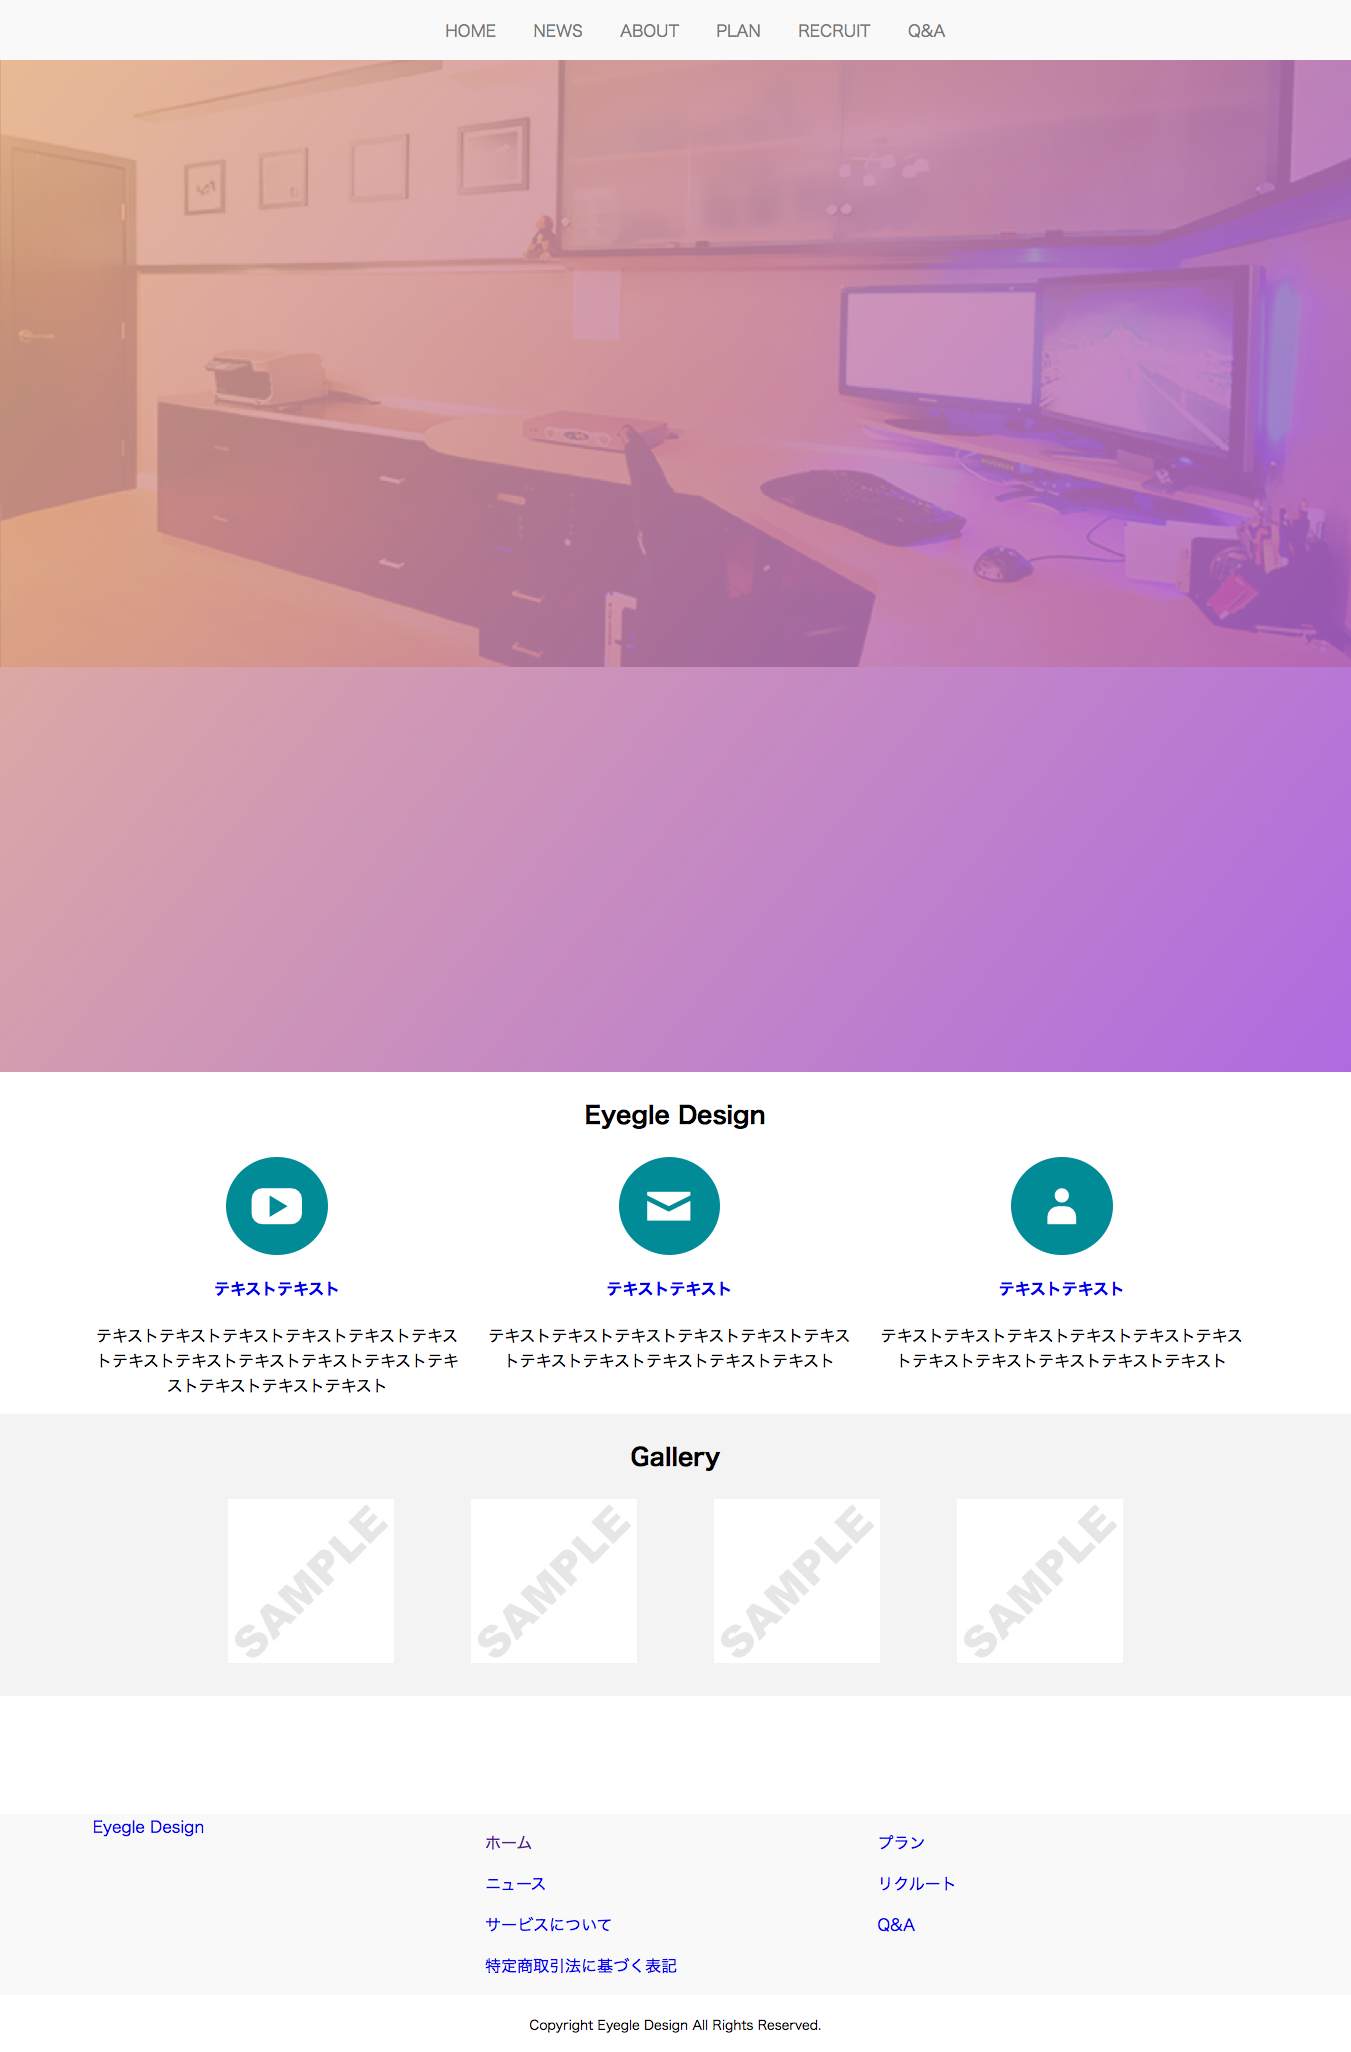 HOME NEWS ABOUT PLAN RECRUIT Q&A
Eyegle Design
テキストテキスト
テキストテキストテキストテキストテキストテキス
トテキストテキストテキストテキストテキストテキ
ストテキストテキストテキスト
テキストテキスト
テキストテキストテキストテキストテキストテキス
トテキストテキストテキストテキストテキスト
テキストテキスト
テキストテキストテキストテキストテキストテキス
トテキストテキストテキストテキストテキスト
Gallery
SAMPLE
SAMPLE
SAMPLE
SAMPLE
Eyegle Design
ホーム
ニュース
サービスについて
特定商取引法に基づく表記
プラン
リクルート
Q&A
Copyright Eyegle Design All Rights Reserved.